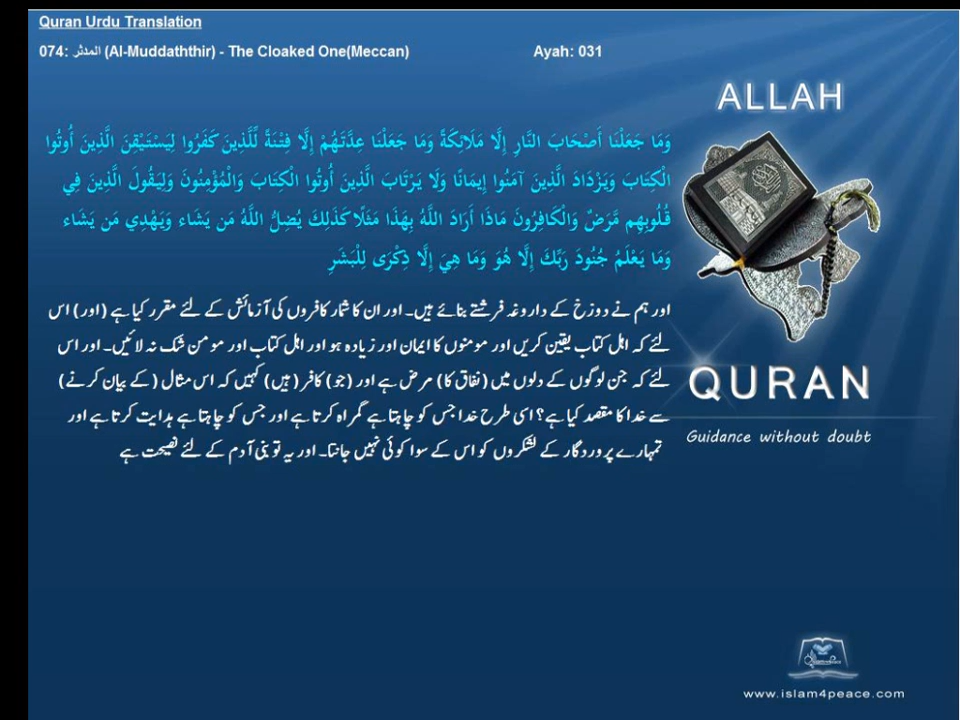 Quran Urdu Translation
074: المدثر (Al-Muddaththir) - The Cloaked One(Meccan) Ayah: 031
ALLAH
وَمَا جَعَلْنَا أَصْحَابَ النَّارِ إِلَّا مَلَائِكَةً وَمَا جَعَلْنَا عِدَّتَهُمْ إِلَّا فِتْنَةً لِّلَّذِينَ كَفَرُوا لِيَسْتَيْقِنَ الَّذِينَ أُوتُوا
الْكِتَابَ وَيَزْدَادَ الَّذِينَ آمَنُوا إِيمَانًا وَلَا يَرْتَابَ الَّذِينَ أُوتُوا الْكِتَابَ وَالْمُؤْمِنُونَ وَلِيَقُولَ الَّذِينَ فِي
قُلُوبِهِم مَّرَضٌ وَالْكَافِرُونَ مَاذَا أَرَادَ اللَّهُ بِهَذَا مَثَلًا كَذَلِكَ يُضِلُّ اللَّهُ مَن يَشَاء وَيَهْدِي مَن يَشَاء
وَمَا يَعْلَمُ جُنُودَ رَبِّكَ إِلَّا هُوَ وَمَا هِيَ إِلَّا ذِكْرَى لِلْبَشَرِ
اور ہم نے دوزخ کے داروغہ فرشتے بنائے ہیں۔ اور ان کا شمار کافروں کی آزمائش کے لئے مقرر کیا ہے (اور) اس
لئے کہ اہل کتاب یقین کریں اور مومنوں کا ایمان اور زیادہ ہو اور اہل کتاب اور مومن شک نہ لائیں۔ اور اس
لئے کہ جن لوگوں کے دلوں میں (نفاق کا) مرض ہے اور (جو) کافر (ہیں) کہیں کہ اس مثال (کے بیان کرنے)
سے خدا کا مقصد کیا ہے؟ اسی طرح خدا جس کو چاہتا ہے گمراہ کرتا ہے اور جس کو چاہتا ہے ہدایت کرتا ہے اور
تمہارے پروردگار کے لشکروں کو اس کے سوا کوئی نہیں جانتا۔ اور یہ تو بنی آدم کے لئے نصیحت ہے
QURAN
Guidance without doubt
www.islam4peace.com